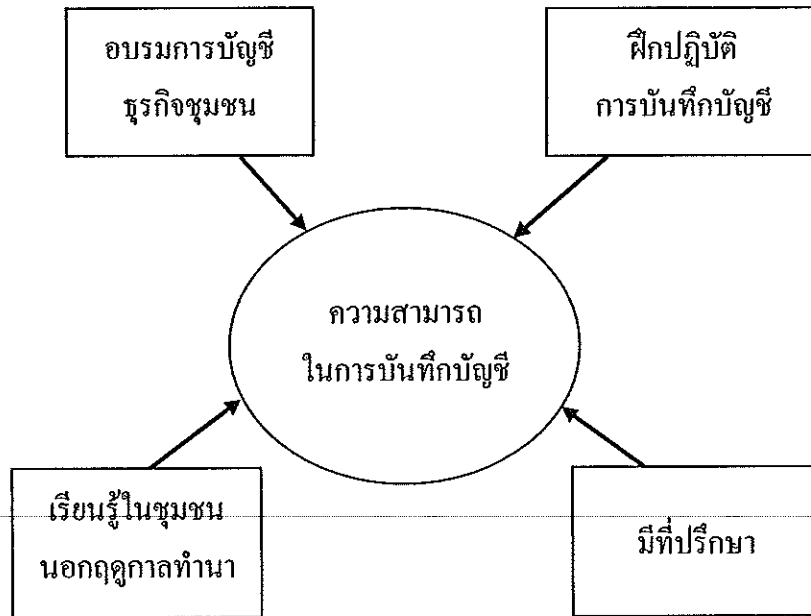 อบรมการบัญชี
ธุรกิจชุมชน
ฝึกปฏิบัติ
การบันทึกบัญชี
ความสามารถ
ในการบันทึกบัญชี
เรียนรู้ในชุมชน
นอกฤดูกาลทำนา
มีที่ปรึกษา